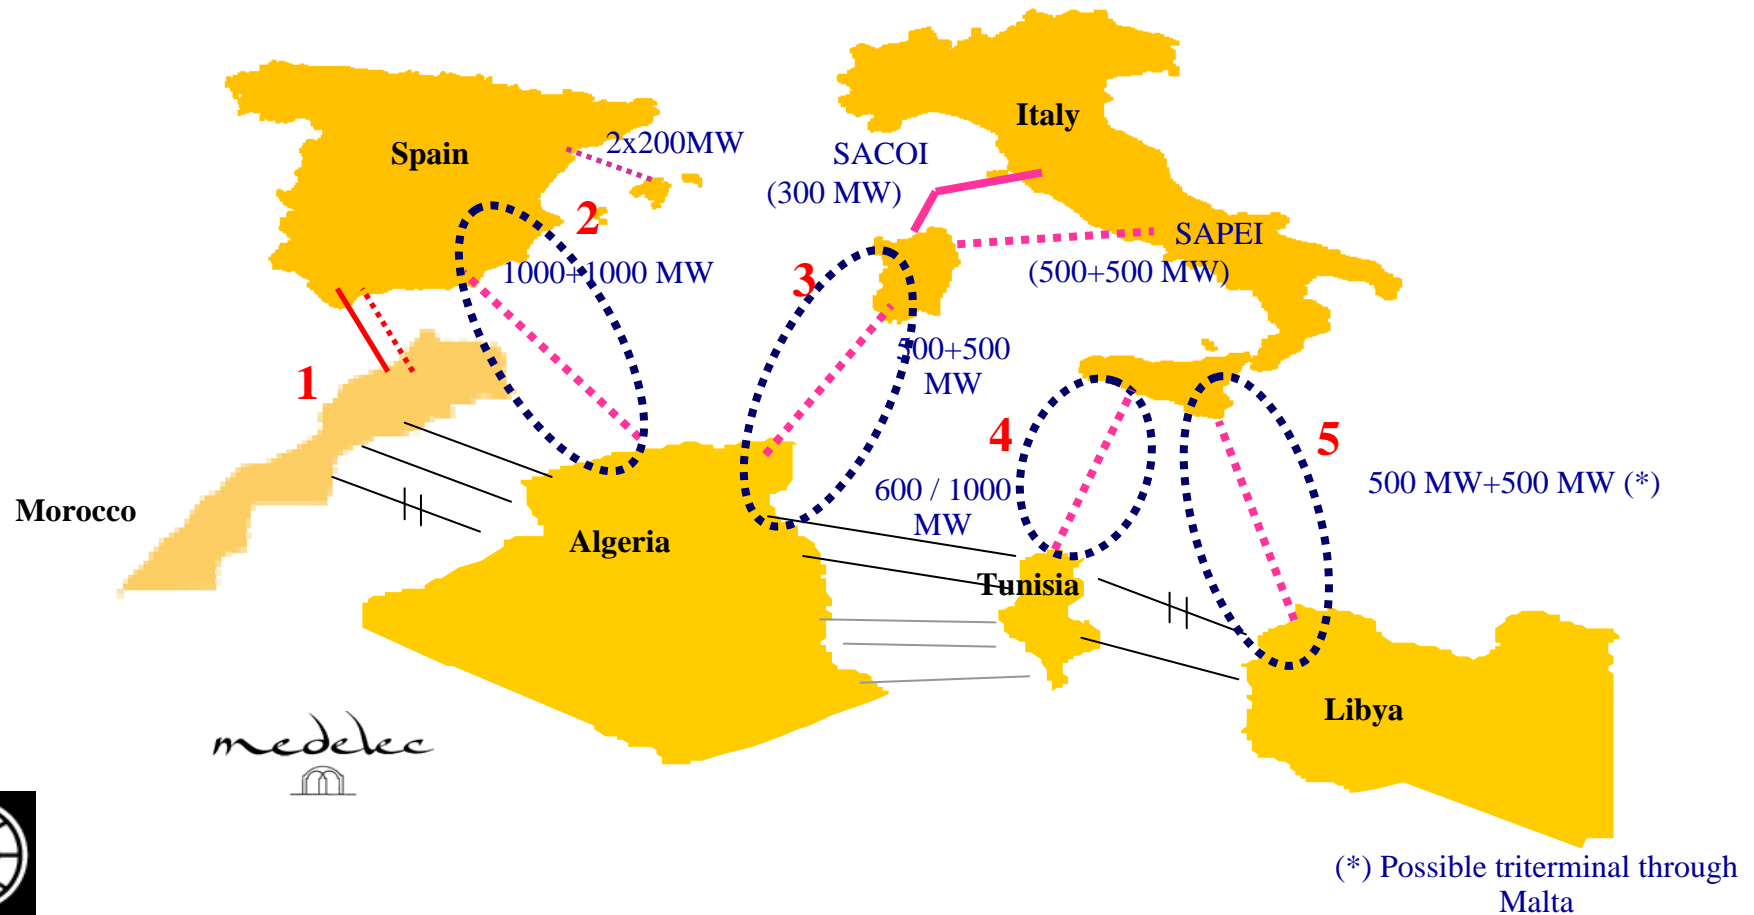 Italy
Spain
2x200MW
SACOI
(300 MW)
2
SAPEI
1000+1000 MW
3
(500+500 MW)
500+500
MW
1
4
5
600 / 1000
MW
500 MW+500 MW (*)
Morocco
Algeria
Tunisia
Libya
medelec
(*) Possible triterminal through
Malta